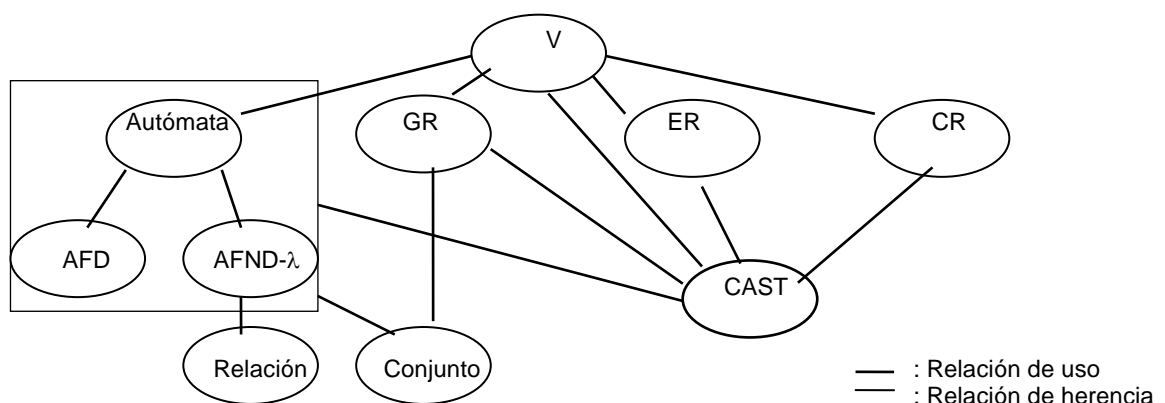 V
Autómata
GR
ER
CR
AFD
AFND-λ
CAST
Relación
Conjunto
: Relación de uso
: Relación de herencia